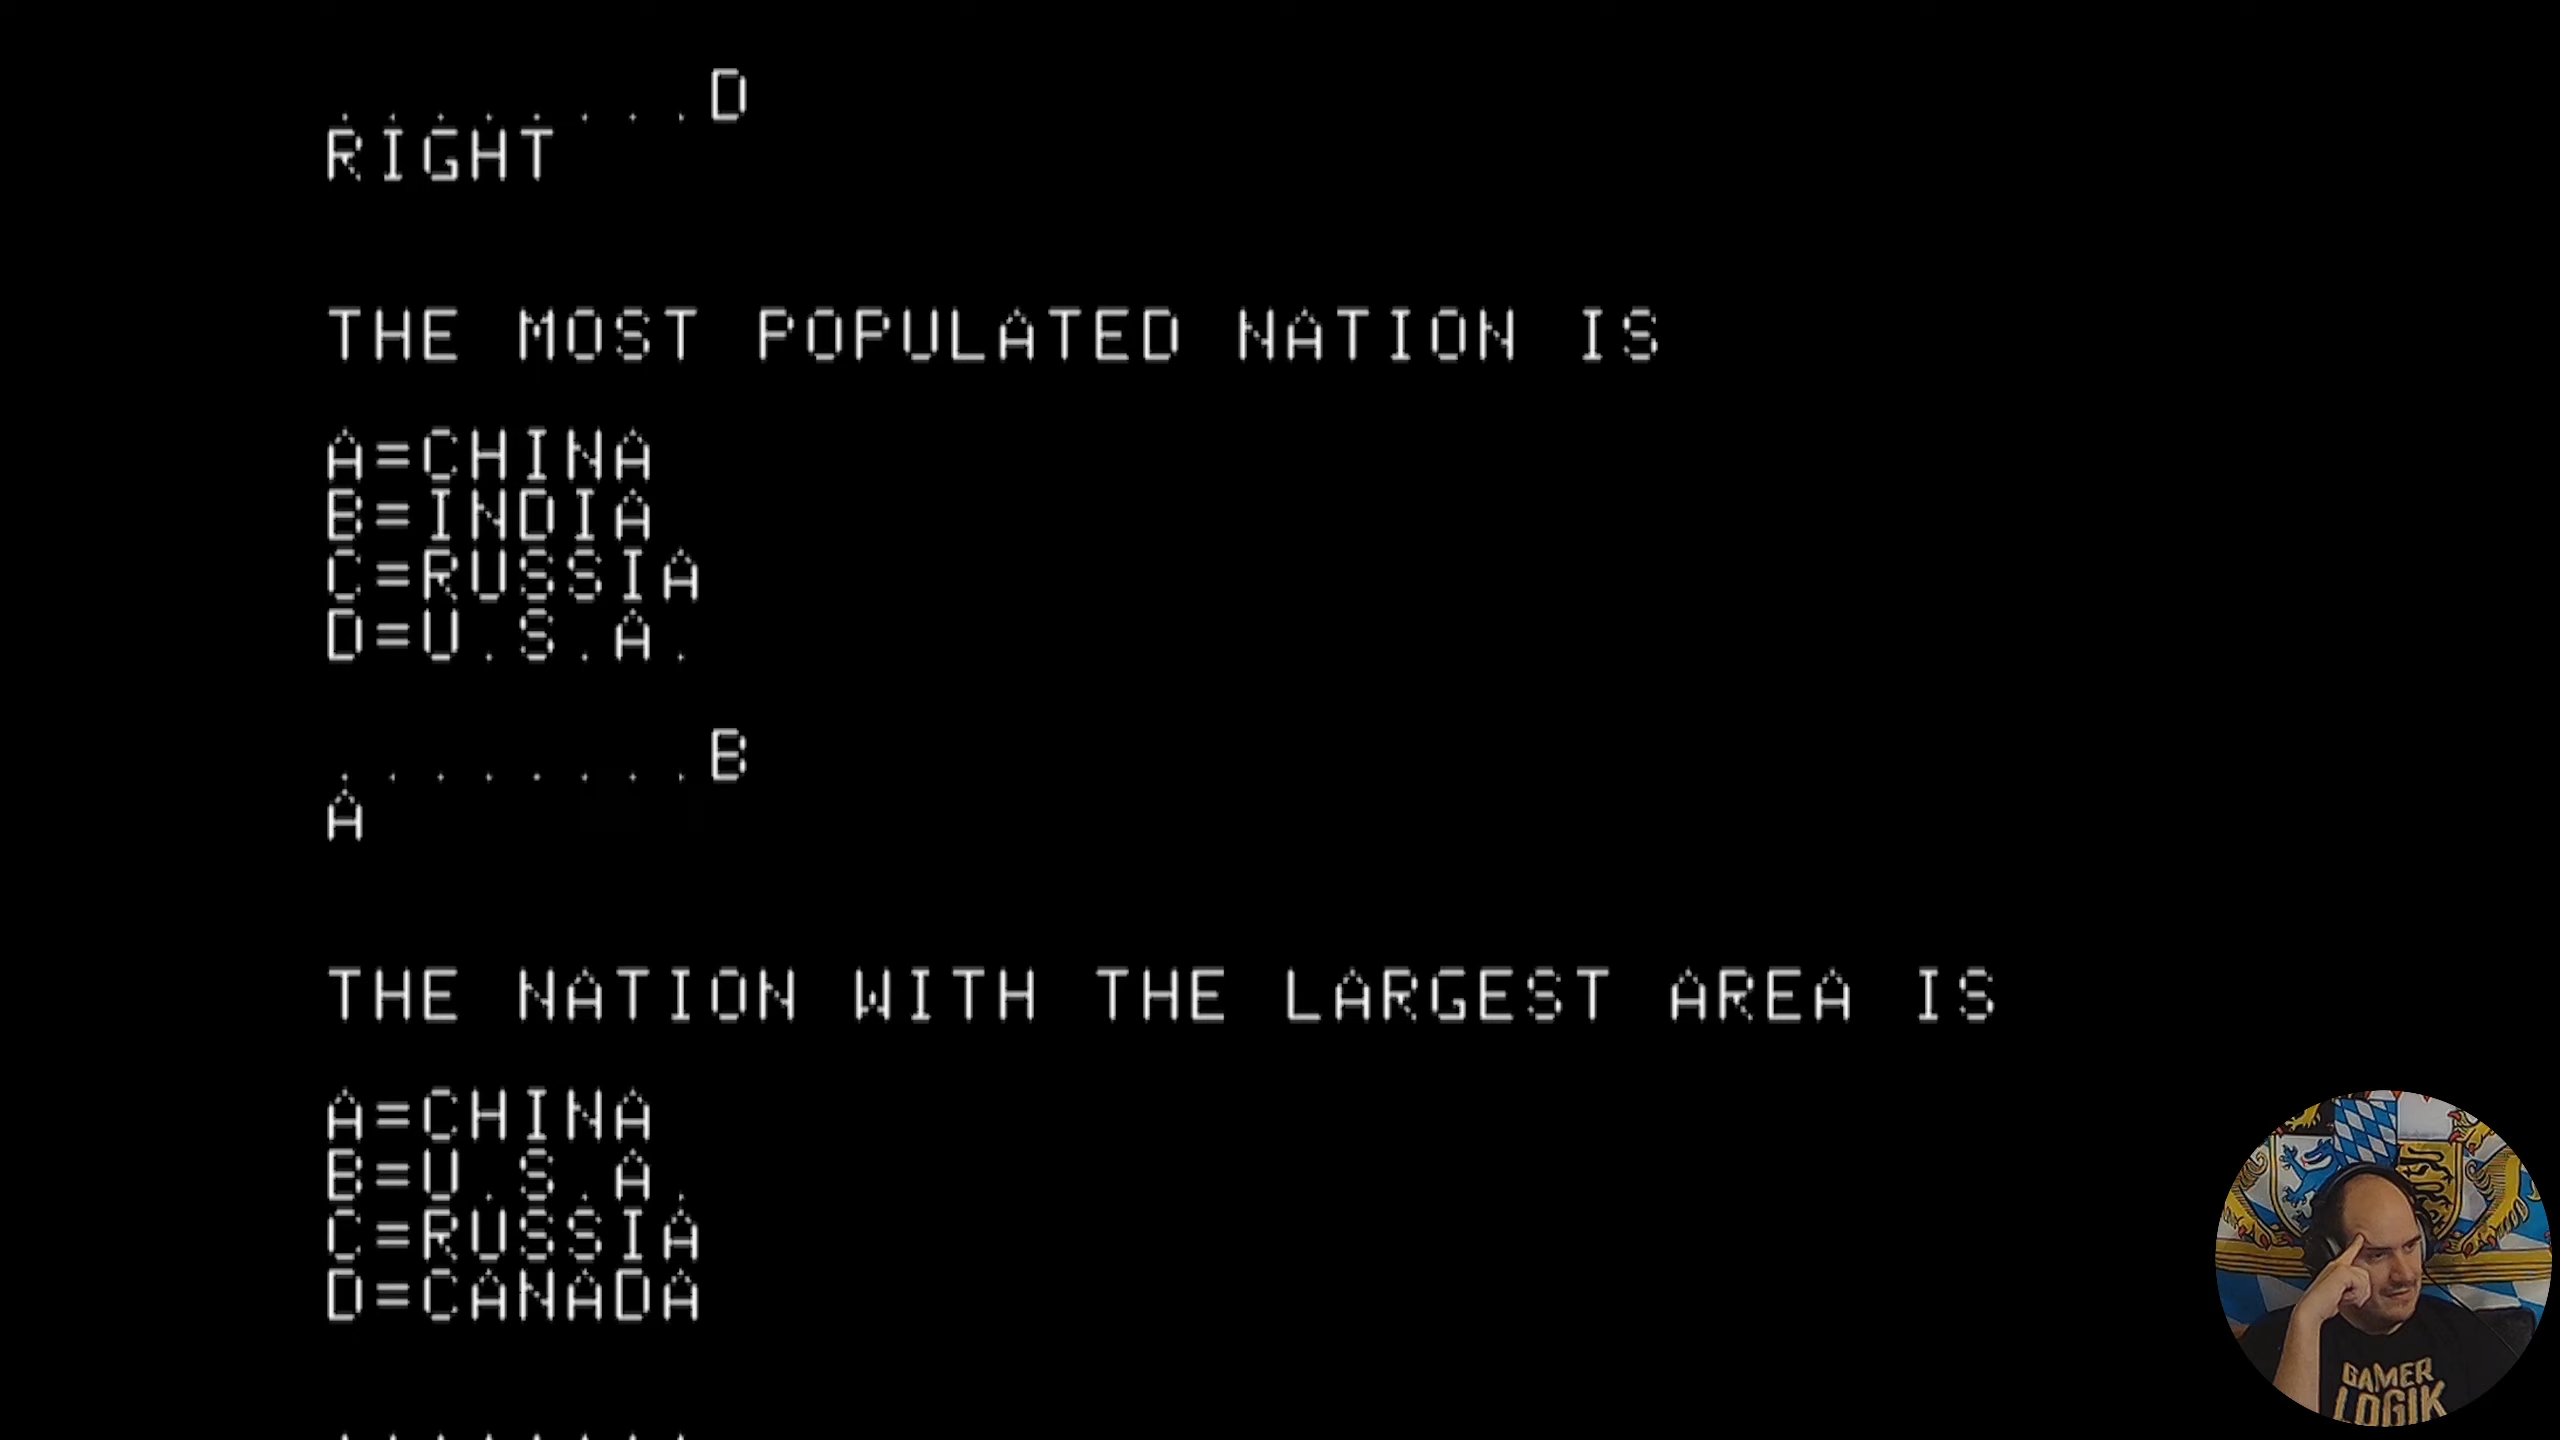 ........D
RIGHT
THE MOST POPULATED NATION IS
A=CHINA
B=INDIA
C=RUSSIA
D=U.S.A.
........B
A
THE NATION WITH THE LARGEST AREA IS
A=CHINA
B=U.S.A.
C=RUSSIA
D=CANADA
........
GAMER
LOGIK